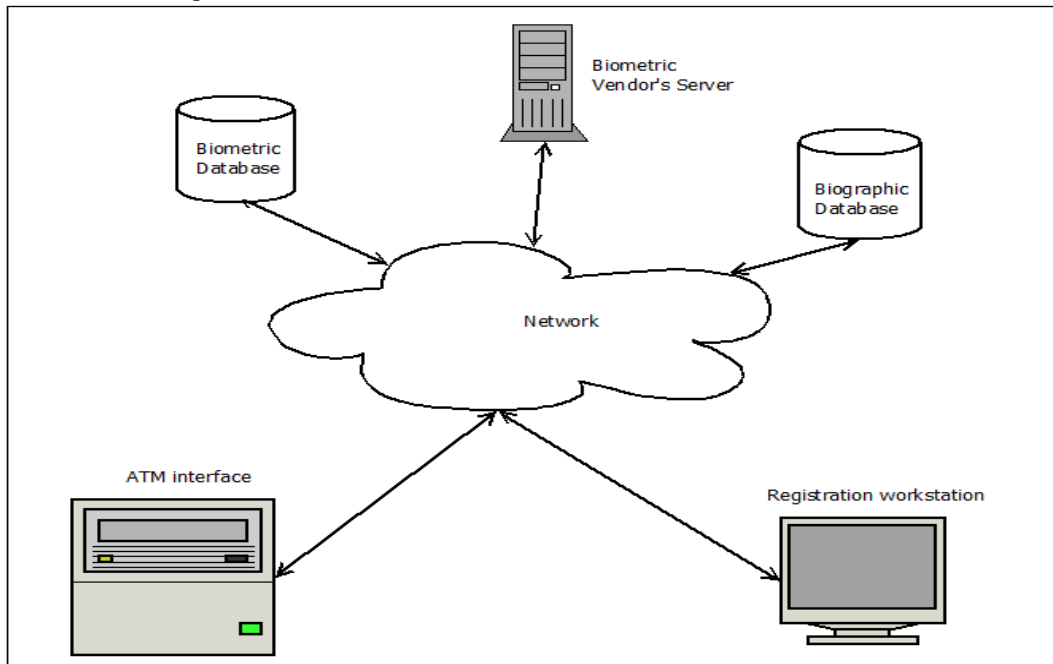 Biometric
Vendor's Server
Biometric
Database
Biographic
Database
Network
ATM interface
Registration workstation